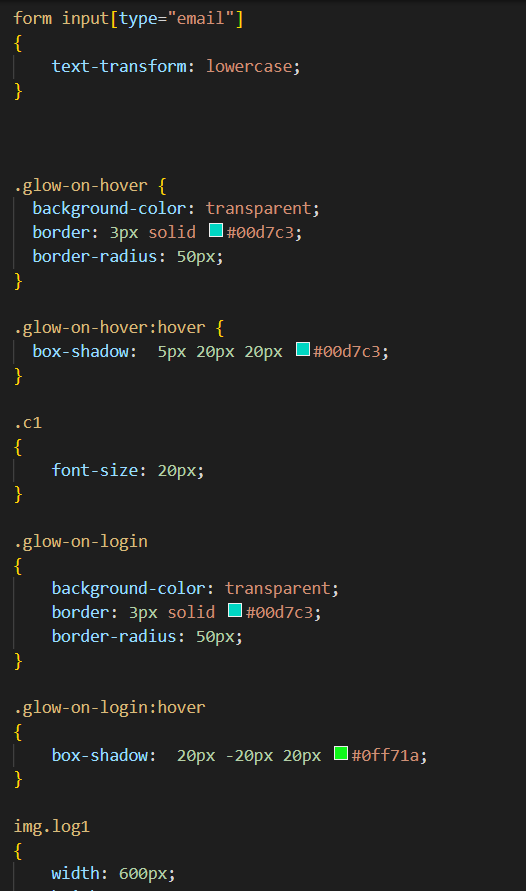 form input[type="email"]
{
    text-transform: lowercase;
}
.glow-on-hover {
  background-color: transparent;
  border: 3px solid #00d7c3;
  border-radius: 50px;
}
.glow-on-hover:hover {
  box-shadow:  5px 20px 20px #00d7c3;
}
.c1
{
    font-size: 20px;
}
.glow-on-login
{
    background-color: transparent;
    border: 3px solid #00d7c3;
    border-radius: 50px;
}
.glow-on-login:hover
{
    box-shadow:  20px -20px 20px #0ff71a;
}
img.log1
{
    width: 600px;